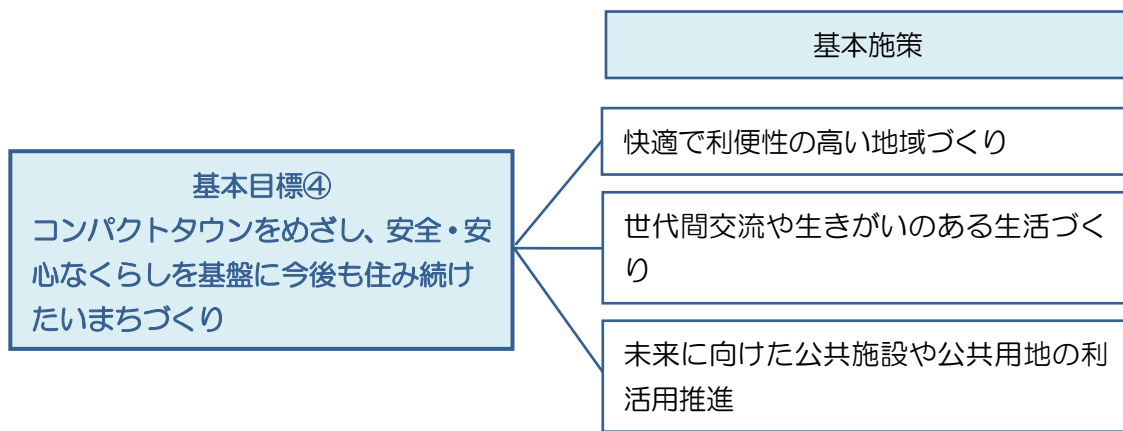 基本施策
基本目標④
コンパクトタウンをめざし、安全・安
心なくらしを基盤に今後も住み続け
たいまちづくり
快適で利便性の高い地域づくり
世代間交流や生きがいのある生活づく
り
未来に向けた公共施設や公共用地の利
活用推進